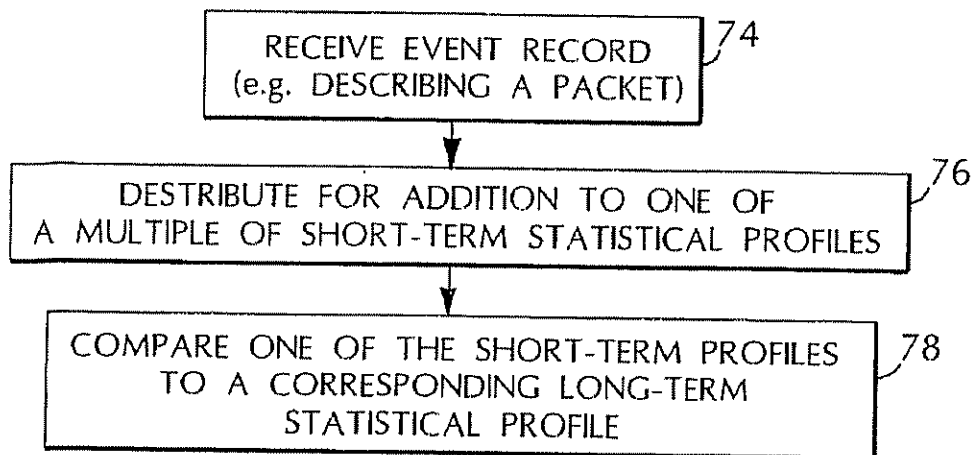 RECEIVE EVENT RECORD
(e.g. DESCRIBING A PACKET)
74
DESTRIBUTE FOR ADDITION TO ONE OF
A MULTIPLE OF SHORT-TERM STATISTICAL PROFILES
76
COMPARE ONE OF THE SHORT-TERM PROFILES
TO A CORRESPONDING LONG-TERM
STATISTICAL PROFILE
78